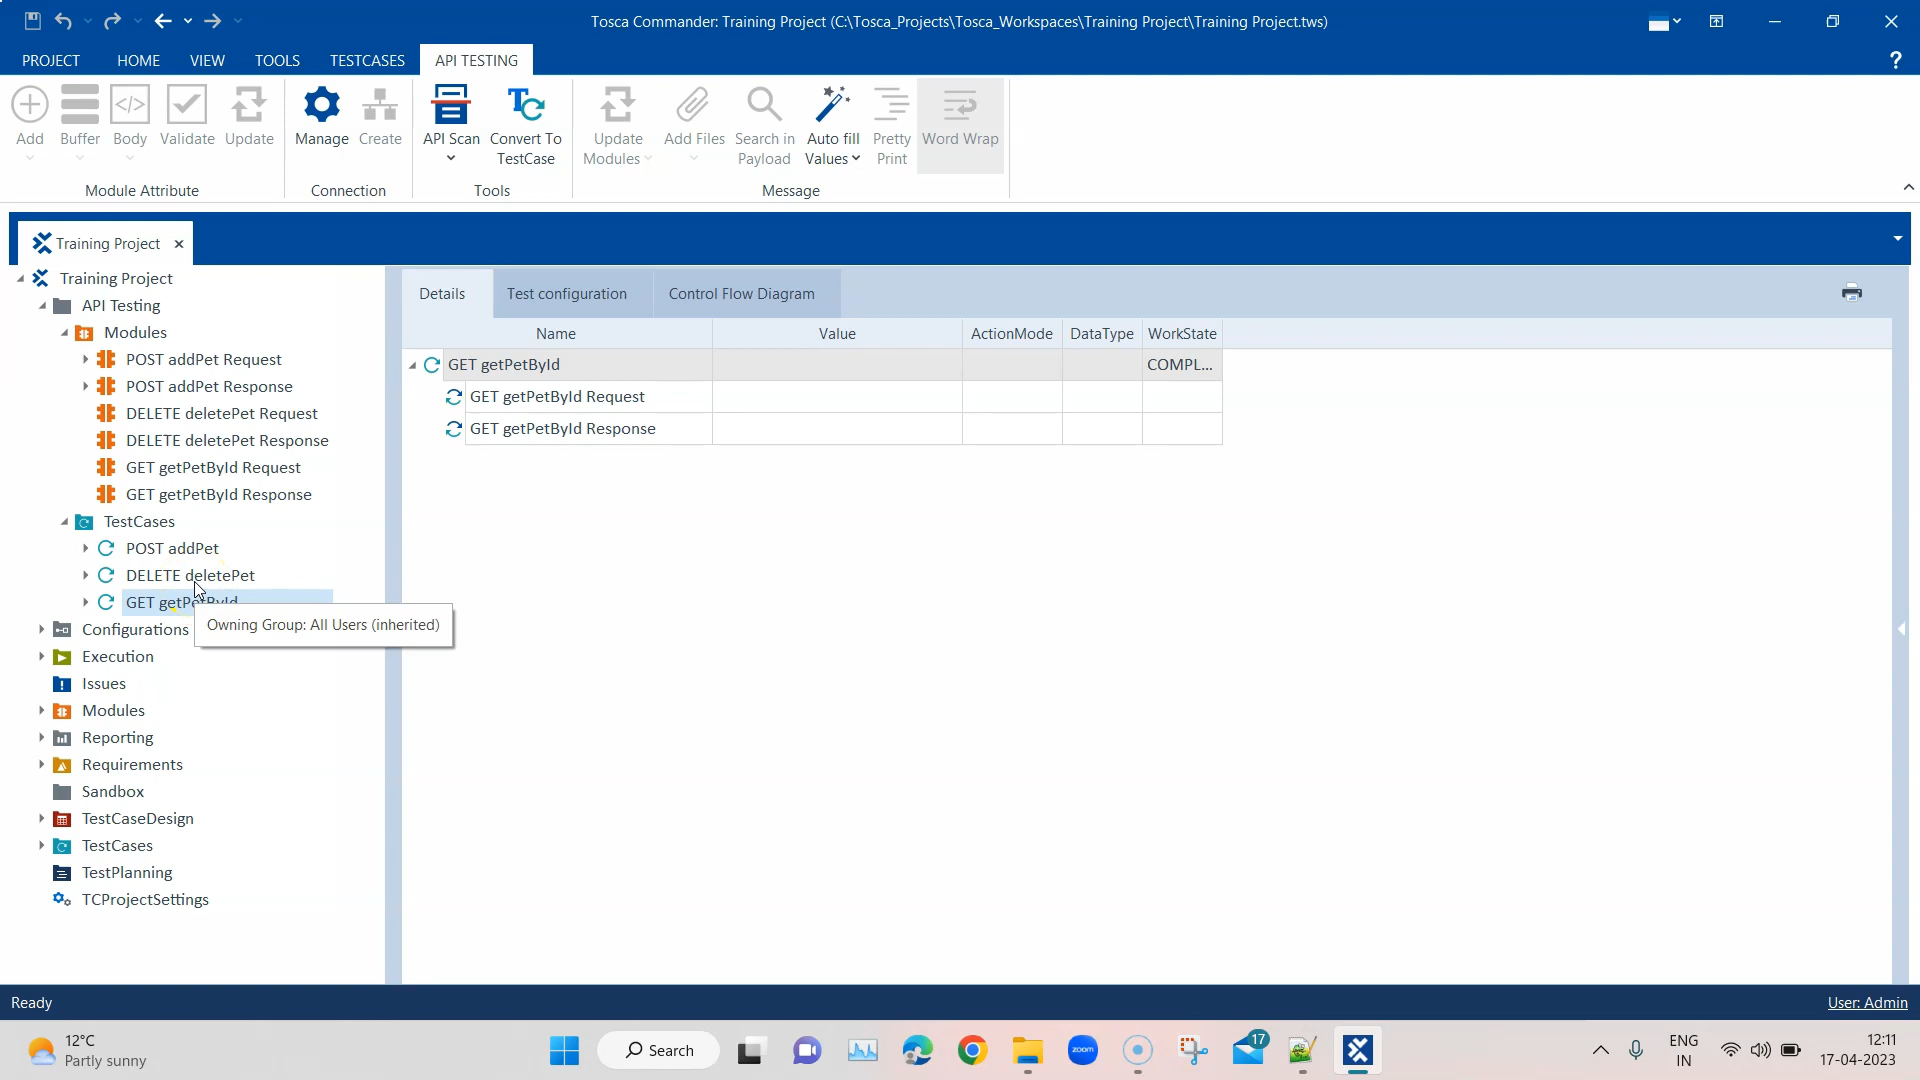 Tosca Commander: Training Project (C:\Tosca_Projects\Tosca_Workspaces\Training Project\Training Project.tws)
PROJECT HOME VIEW TOOLS TESTCASES API TESTING ?
Add Buffer Body Validate Update Manage Create API Scan Convert To TestCase Update Modules Add Files Search in Payload Auto fill Values Pretty Print Word Wrap
Module Attribute Connection Tools Message
Training Project
Training Project
API Testing
Modules
POST addPet Request
POST addPet Response
DELETE deletePet Request
DELETE deletePet Response
GET getPetById Request
GET getPetById Response
TestCases
POST addPet
DELETE deletePet
GET getPetById
Owning Group: All Users (inherited)
Configurations
Execution
Issues
Modules
Reporting
Requirements
Sandbox
TestCaseDesign
TestCases
TestPlanning
TCProjectSettings
Details Test configuration Control Flow Diagram
Name Value ActionMode DataType WorkState
GET getPetById COMPL...
GET getPetById Request
GET getPetById Response
Ready User: Admin
12°C
Partly sunny
Search
zoom
17
ENG
IN
12:11
17-04-2023